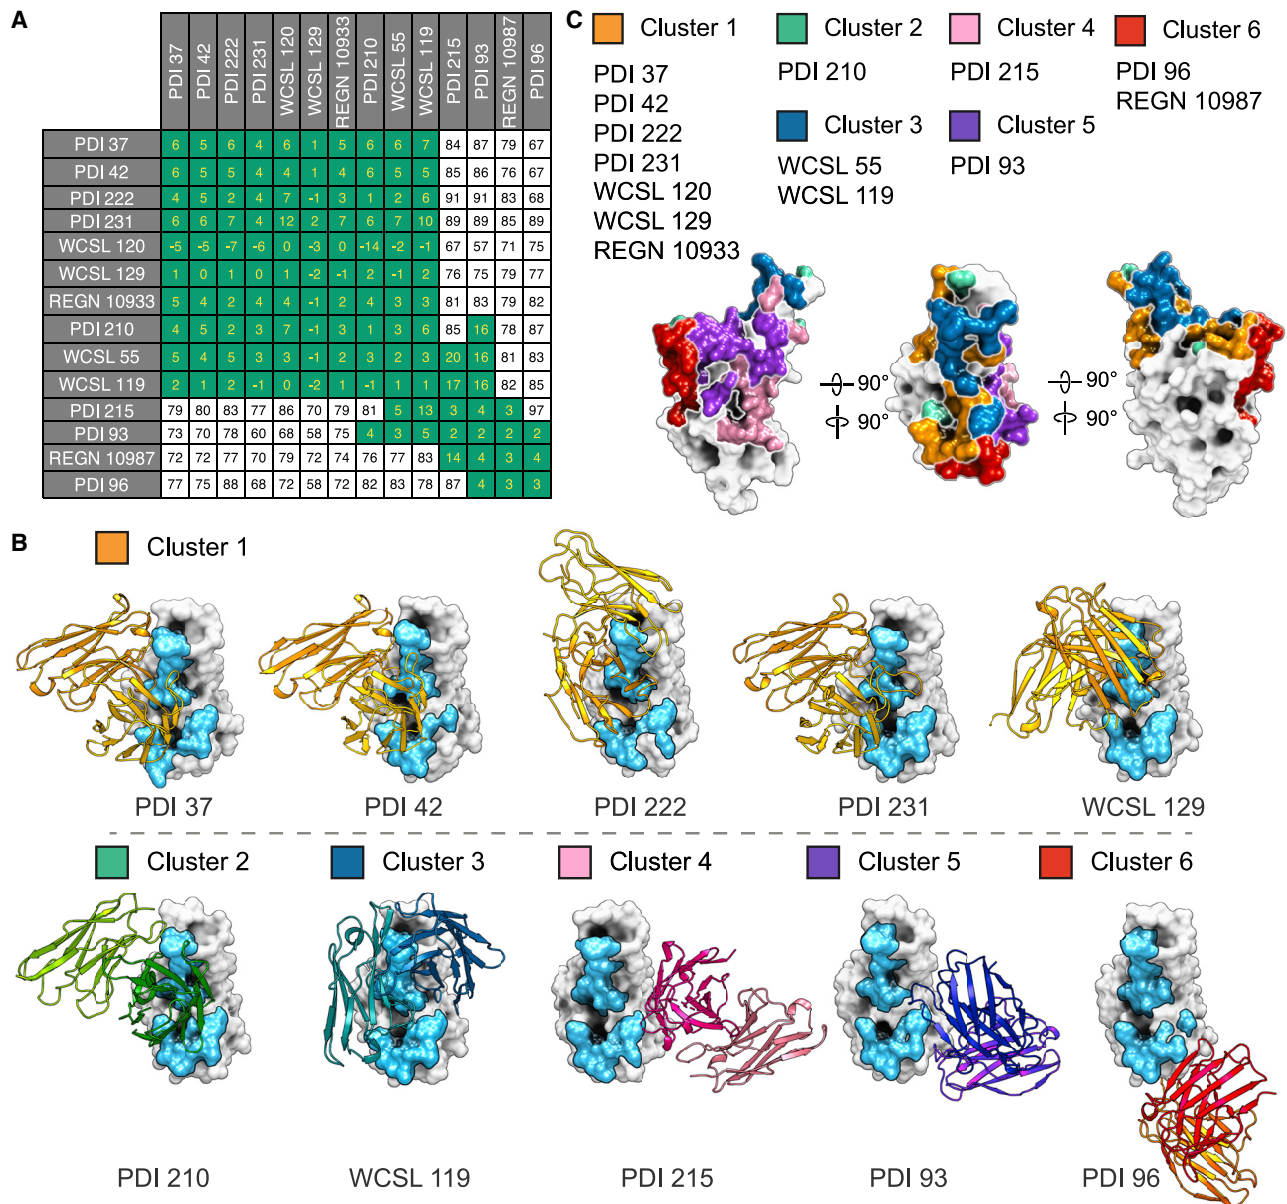 A
PDI 37 PDI 42 PDI 222 PDI 231 WCSL 120 WCSL 129 REGN 10933 PDI 210 WCSL 55 WCSL 119 PDI 215 PDI 93 REGN 10987 PDI 96
PDI 37 6 5 6 4 6 1 5 6 6 7 84 87 79 67
PDI 42 6 5 5 4 4 1 4 6 5 5 85 86 76 67
PDI 222 4 5 2 4 7 -1 3 1 2 6 91 91 83 68
PDI 231 6 6 7 4 12 2 7 6 7 10 89 89 85 89
WCSL 120 -5 -5 -7 -6 0 -3 0 -14 -2 -1 67 57 71 75
WCSL 129 1 0 1 0 1 -2 -1 2 -1 2 76 75 79 77
REGN 10933 5 4 2 4 4 -1 2 4 3 3 81 83 79 82
PDI 210 4 5 2 3 7 -1 3 1 3 6 85 16 78 87
WCSL 55 5 4 5 3 3 -1 2 3 2 3 20 16 81 83
WCSL 119 2 1 2 -1 0 -2 1 -1 1 1 17 16 82 85
PDI 215 79 80 83 77 86 70 79 81 5 13 3 4 3 97
PDI 93 73 70 78 60 68 58 75 4 3 5 2 2 2 2
REGN 10987 72 72 77 70 79 72 74 76 77 83 14 4 3 4
PDI 96 77 75 88 68 72 58 72 82 83 78 87 4 3 3
C
Cluster 1
PDI 37
PDI 42
PDI 222
PDI 231
WCSL 120
WCSL 129
REGN 10933
Cluster 2
PDI 210
Cluster 3
WCSL 55
WCSL 119
Cluster 4
PDI 215
Cluster 5
PDI 93
Cluster 6
PDI 96
REGN 10987
90°
90°
90°
90°
B
Cluster 1
PDI 37
PDI 42
PDI 222
PDI 231
WCSL 129
Cluster 2
Cluster 3
Cluster 4
Cluster 5
Cluster 6
PDI 210
WCSL 119
PDI 215
PDI 93
PDI 96